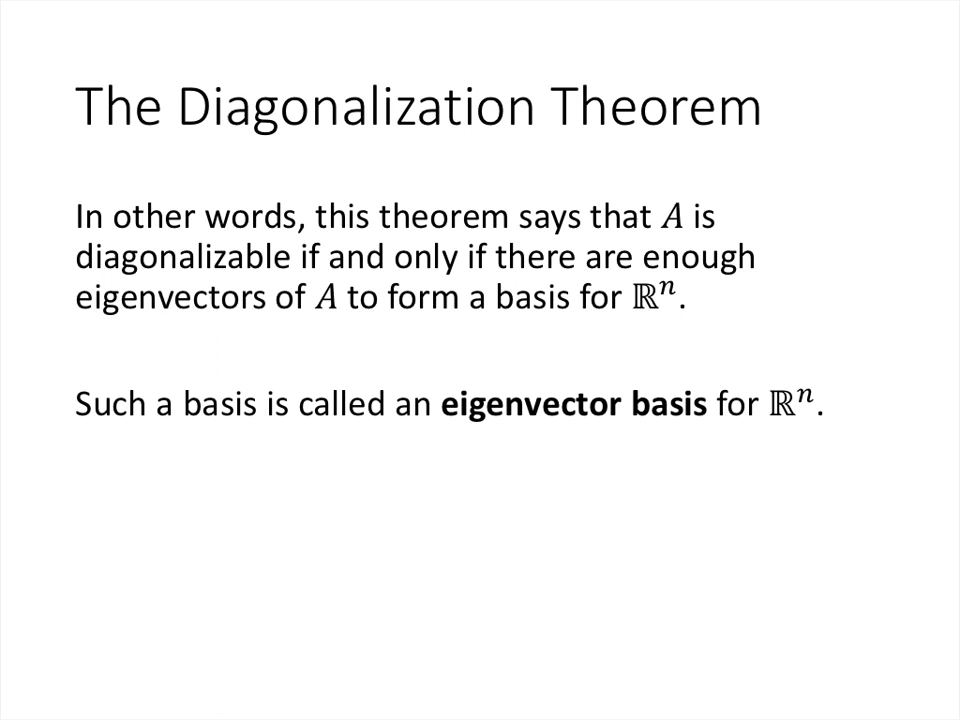 The Diagonalization Theorem
In other words, this theorem says that 𝐴 is
diagonalizable if and only if there are enough
eigenvectors of 𝐴 to form a basis for ℝⁿ.
Such a basis is called an eigenvector basis for ℝⁿ.